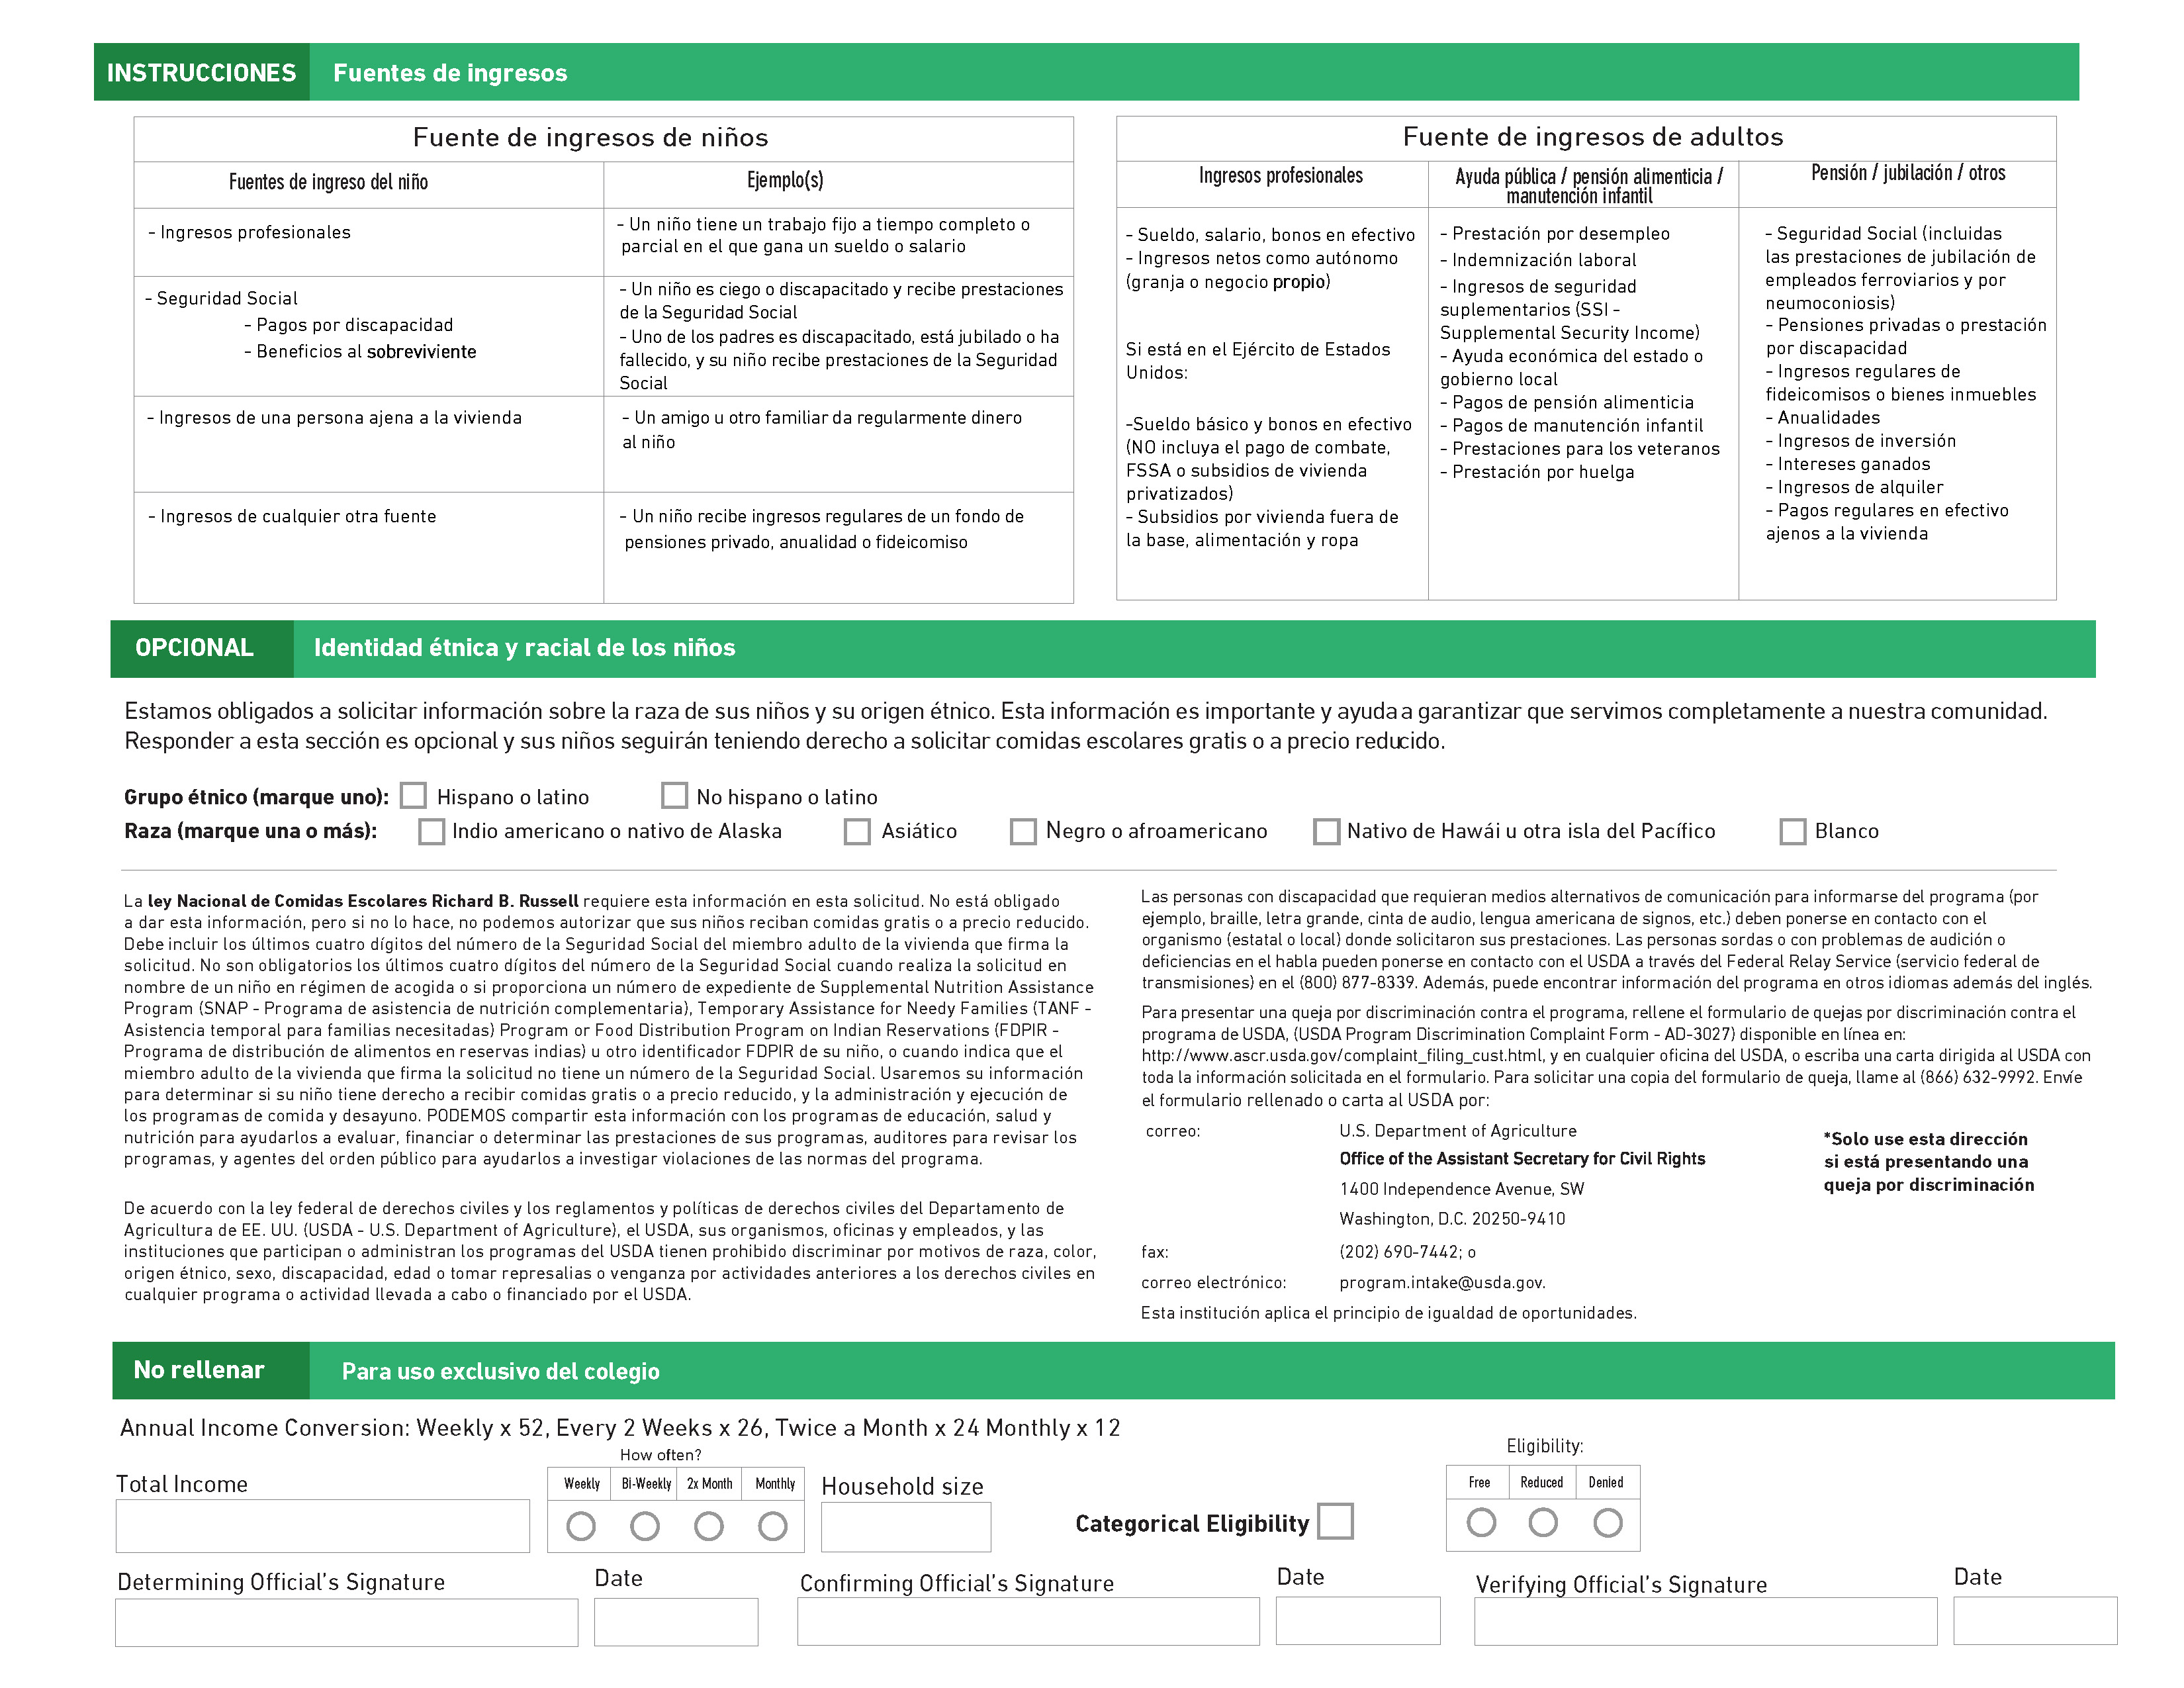 INSTRUCCIONES Fuentes de ingresos
Fuente de ingresos de niños
Fuentes de ingreso del niño
Ejemplo(s)
- Ingresos profesionales
- Un niño tiene un trabajo fijo a tiempo completo o
parcial en el que gana un sueldo o salario
- Seguridad Social
- Pagos por discapacidad
- Beneficios al sobreviviente
- Un niño es ciego o discapacitado y recibe prestaciones
de la Seguridad Social
- Uno de los padres es discapacitado, está jubilado o ha
fallecido, y su niño recibe prestaciones de la Seguridad
Social
- Ingresos de una persona ajena a la vivienda
- Un amigo u otro familiar da regularmente dinero
al niño
- Ingresos de cualquier otra fuente
- Un niño recibe ingresos regulares de un fondo de
pensiones privado, anualidad o fideicomiso
Fuente de ingresos de adultos
Ingresos profesionales
Ayuda pública / pensión alimenticia /
manutención infantil
Pensión / jubilación / otros
- Sueldo, salario, bonos en efectivo
- Ingresos netos como autónomo
(granja o negocio propio)
Si está en el Ejército de Estados
Unidos:
-Sueldo básico y bonos en efectivo
(NO incluya el pago de combate,
FSSA o subsidios de vivienda
privatizados)
- Subsidios por vivienda fuera de
la base, alimentación y ropa
- Prestación por desempleo
- Indemnización laboral
- Ingresos de seguridad
suplementarios (SSI -
Supplemental Security Income)
- Ayuda económica del estado o
gobierno local
- Pagos de pensión alimenticia
- Pagos de manutención infantil
- Prestaciones para los veteranos
- Prestación por huelga
- Seguridad Social (incluidas
las prestaciones de jubilación de
empleados ferroviarios y por
neumoconiosis)
- Pensiones privadas o prestación
por discapacidad
- Ingresos regulares de
fideicomisos o bienes inmuebles
- Anualidades
- Ingresos de inversión
- Intereses ganados
- Ingresos de alquiler
- Pagos regulares en efectivo
ajenos a la vivienda
OPCIONAL Identidad étnica y racial de los niños
Estamos obligados a solicitar información sobre la raza de sus niños y su origen étnico. Esta información es importante y ayuda a garantizar que servimos completamente a nuestra comunidad.
Responder a esta sección es opcional y sus niños seguirán teniendo derecho a solicitar comidas escolares gratis o a precio reducido.
Grupo étnico (marque uno): Hispano o latino No hispano o latino
Raza (marque una o más): Indio americano o nativo de Alaska Asiático Negro o afroamericano Nativo de Hawái u otra isla del Pacífico Blanco
La ley Nacional de Comidas Escolares Richard B. Russell requiere esta información en esta solicitud. No está obligado
a dar esta información, pero si no lo hace, no podemos autorizar que sus niños reciban comidas gratis o a precio reducido.
Debe incluir los últimos cuatro dígitos del número de la Seguridad Social del miembro adulto de la vivienda que firma la
solicitud. No son obligatorios los últimos cuatro dígitos del número de la Seguridad Social cuando realiza la solicitud en
nombre de un niño en régimen de acogida o si proporciona un número de expediente de Supplemental Nutrition Assistance
Program (SNAP - Programa de asistencia de nutrición complementaria), Temporary Assistance for Needy Families (TANF -
Asistencia temporal para familias necesitadas) Program or Food Distribution Program on Indian Reservations (FDPIR -
Programa de distribución de alimentos en reservas indias) u otro identificador FDPIR de su niño, o cuando indica que el
miembro adulto de la vivienda que firma la solicitud no tiene un número de la Seguridad Social. Usaremos su información
para determinar si su niño tiene derecho a recibir comidas gratis o a precio reducido, y la administración y ejecución de
los programas de comida y desayuno. PODEMOS compartir esta información con los programas de educación, salud y
nutrición para ayudarlos a evaluar, financiar o determinar las prestaciones de sus programas, auditores para revisar los
programas, y agentes del orden público para ayudarlos a investigar violaciones de las normas del programa.
De acuerdo con la ley federal de derechos civiles y los reglamentos y políticas de derechos civiles del Departamento de
Agricultura de EE. UU. (USDA - U.S. Department of Agriculture), el USDA, sus organismos, oficinas y empleados, y las
instituciones que participan o administran los programas del USDA tienen prohibido discriminar por motivos de raza, color,
origen étnico, sexo, discapacidad, edad o tomar represalias o venganza por actividades anteriores a los derechos civiles en
cualquier programa o actividad llevada a cabo o financiado por el USDA.
Las personas con discapacidad que requieran medios alternativos de comunicación para informarse del programa (por
ejemplo, braille, letra grande, cinta de audio, lengua americana de signos, etc.) deben ponerse en contacto con el
organismo (estatal o local) donde solicitaron sus prestaciones. Las personas sordas o con problemas de audición o
deficiencias en el habla pueden ponerse en contacto con el USDA a través del Federal Relay Service (servicio federal de
transmisiones) en el (800) 877-8339. Además, puede encontrar información del programa en otros idiomas además del inglés.
Para presentar una queja por discriminación contra el programa, rellene el formulario de quejas por discriminación contra el
programa de USDA, (USDA Program Discrimination Complaint Form - AD-3027) disponible en línea en:
http://www.ascr.usda.gov/complaint_filing_cust.html, y en cualquier oficina del USDA, o escriba una carta dirigida al USDA con
toda la información solicitada en el formulario. Para solicitar una copia del formulario de queja, llame al (866) 632-9992. Envíe
el formulario rellenado o carta al USDA por:
correo: U.S. Department of Agriculture
Office of the Assistant Secretary for Civil Rights
1400 Independence Avenue, SW
Washington, D.C. 20250-9410
*Solo use esta dirección
si está presentando una
queja por discriminación
fax: (202) 690-7442; o
correo electrónico: program.intake@usda.gov.
Esta institución aplica el principio de igualdad de oportunidades.
No rellenar Para uso exclusivo del colegio
Annual Income Conversion: Weekly x 52, Every 2 Weeks x 26, Twice a Month x 24 Monthly x 12
How often?
Eligibility:
Total Income
Weekly Bi-Weekly 2x Month Monthly
Household size
Categorical Eligibility
Free Reduced Denied
Determining Official's Signature
Date
Confirming Official's Signature
Date
Verifying Official's Signature
Date